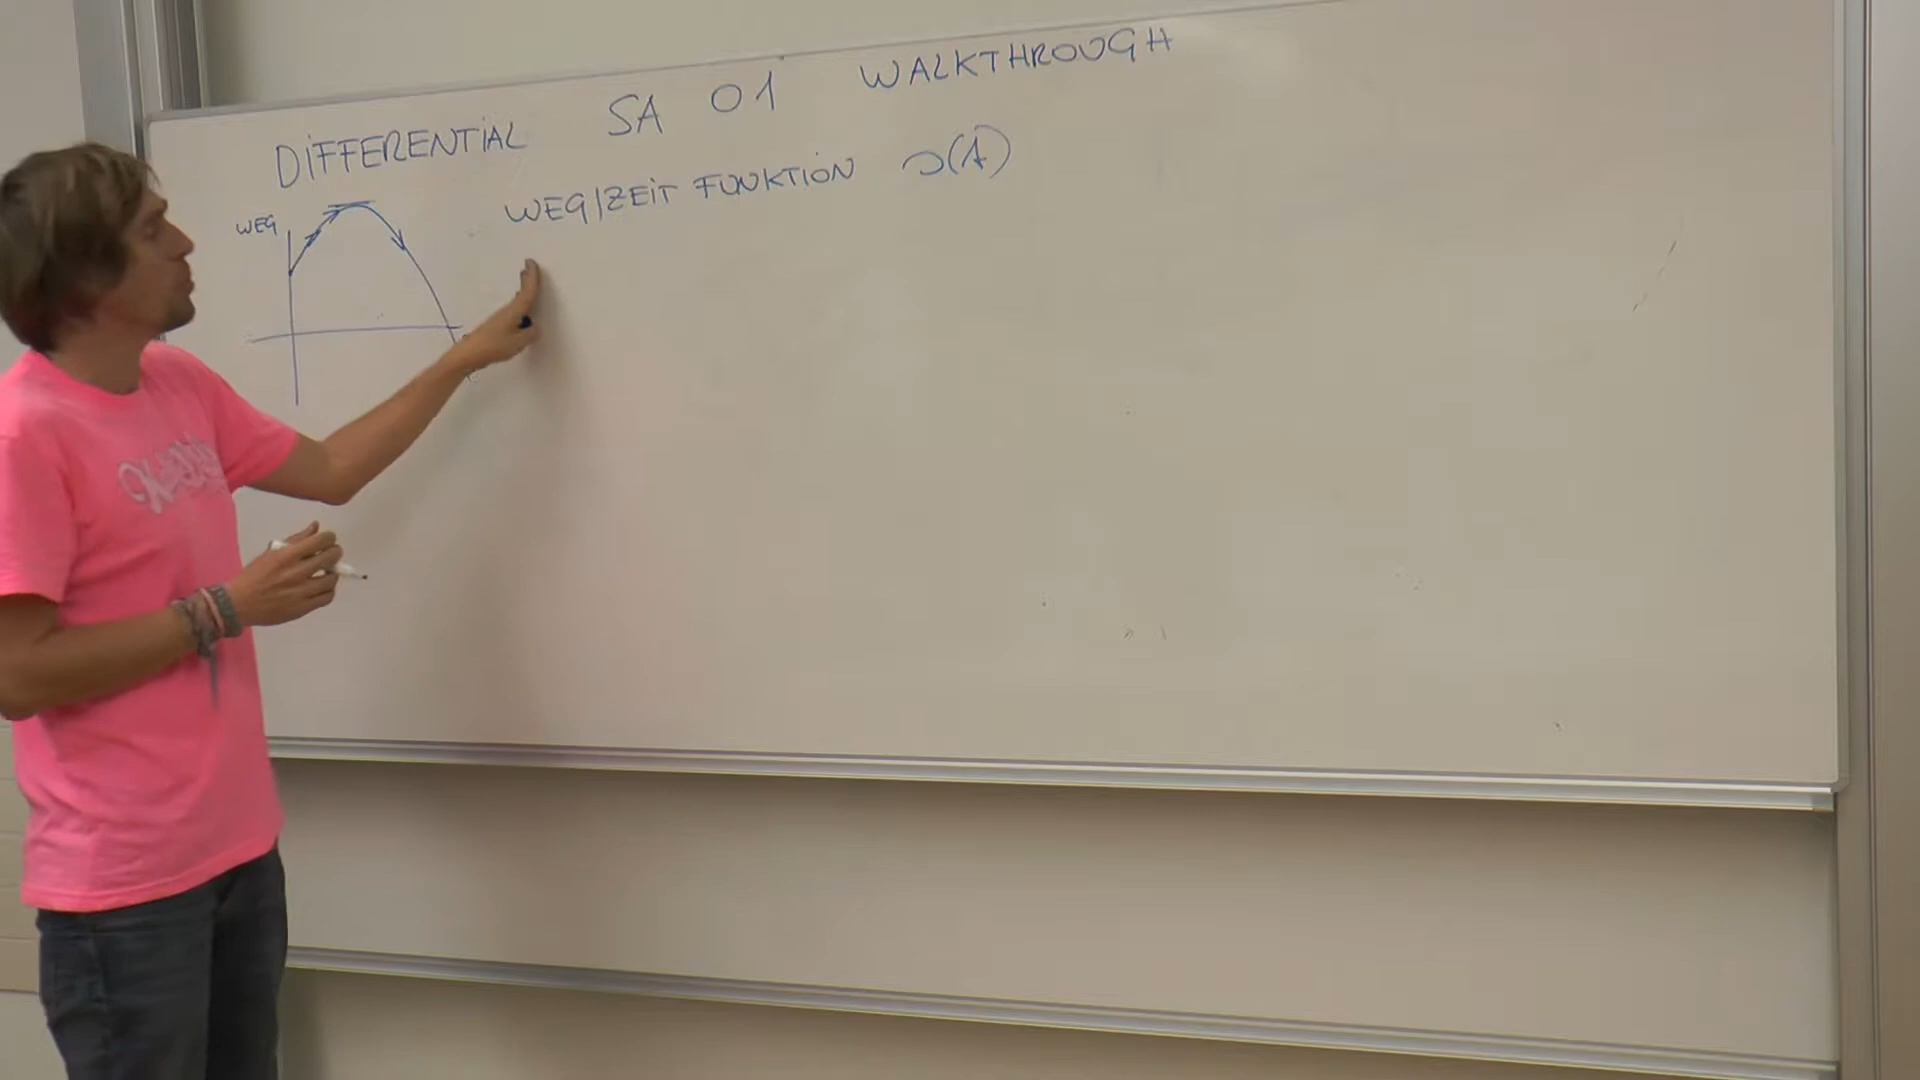 DIFFERENTIAL SA 01 WALKTHROUGH
WEG/ZEIT FUNKTION s(t)
WEG